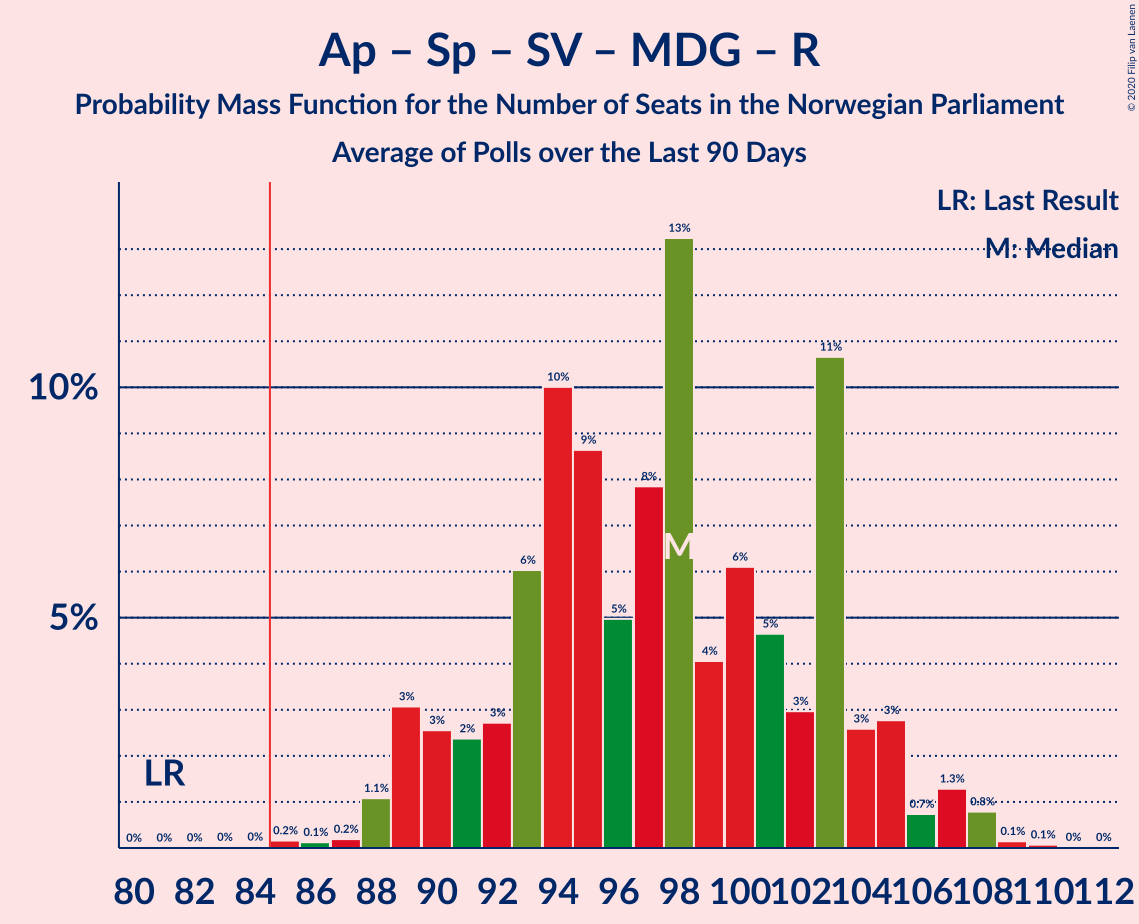 Ap – Sp – SV – MDG – R
Probability Mass Function for the Number of Seats in the Norwegian Parliament
Average of Polls over the Last 90 Days
© 2020 Filip van Laenen
LR: Last Result
M: Median
10%
5%
LR
M
0% 0% 0% 0% 0% 0.2% 0.1% 0.2% 1.1% 3% 3% 2% 3% 6% 10% 9% 5% 8% 13% 4% 6% 5% 3% 11% 3% 3% 0.7% 1.3% 0.8% 0.1% 0.1% 0% 0%
80 82 84 86 88 90 92 94 96 98 100 102 104 106 108 110 112